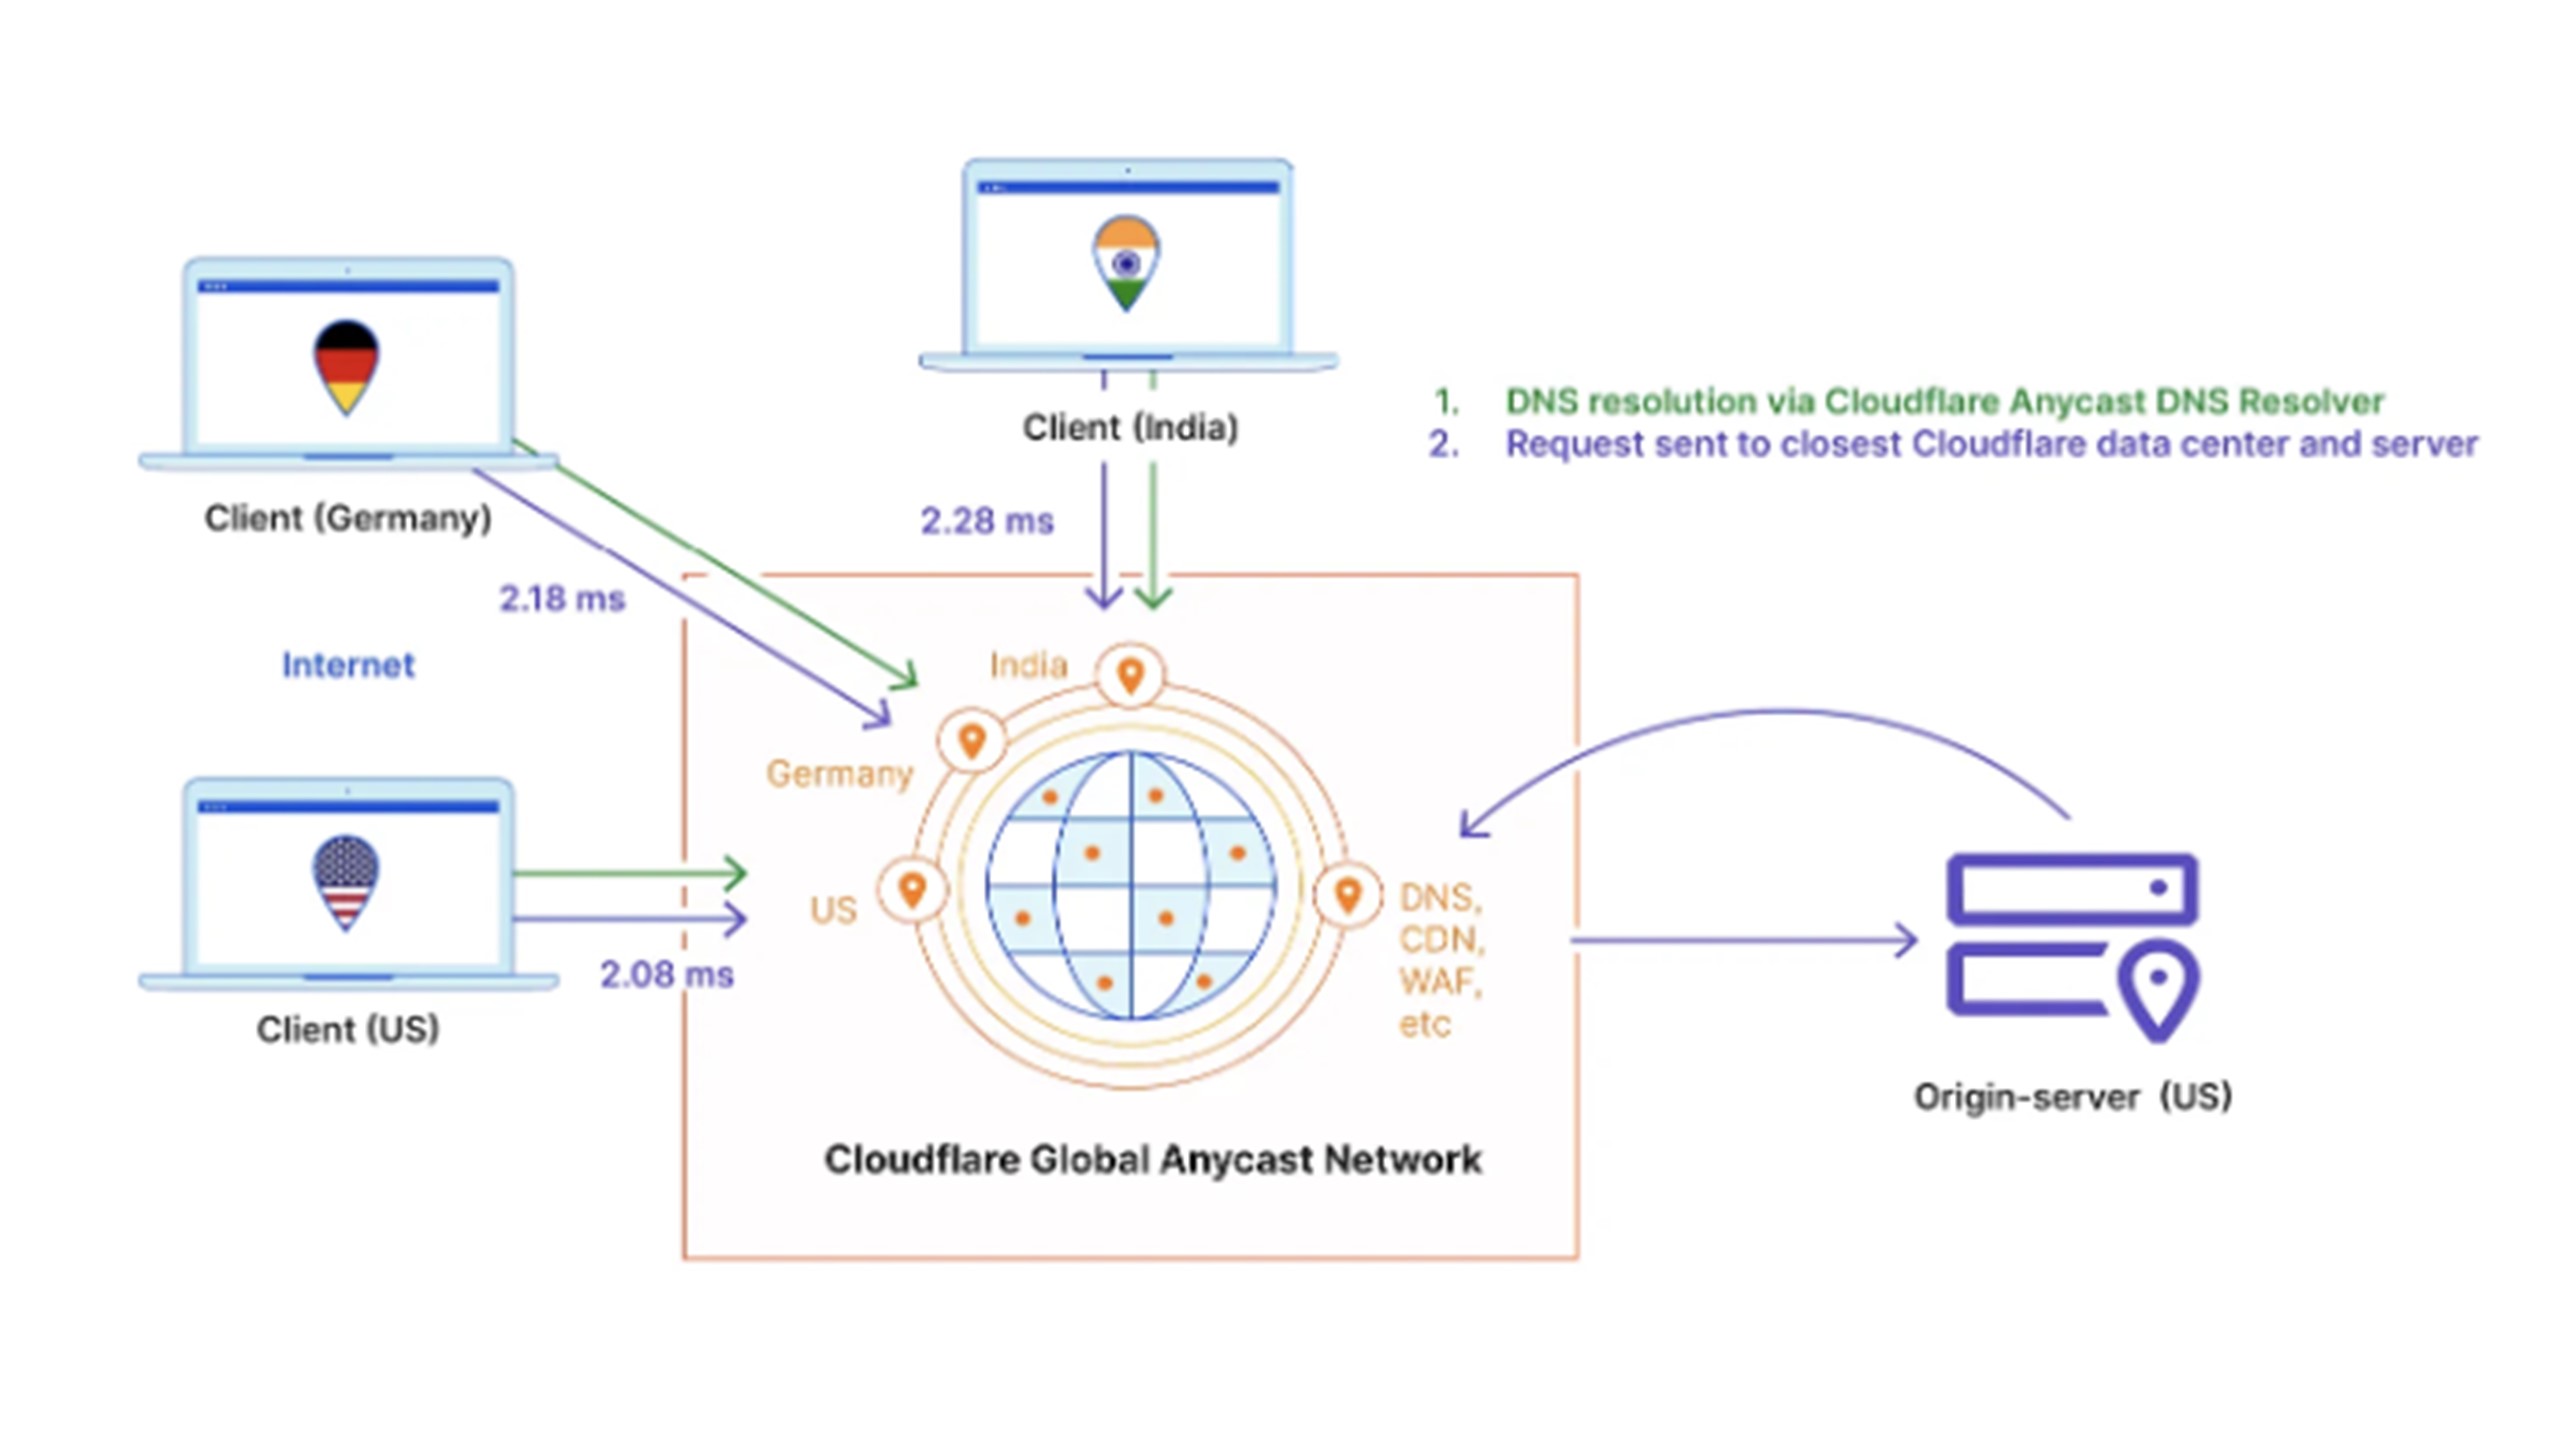 Client (India)
1. DNS resolution via Cloudflare Anycast DNS Resolver
2. Request sent to closest Cloudflare data center and server
Client (Germany)
2.28 ms
2.18 ms
Internet
India
Germany
US
DNS,
CDN,
WAF,
etc
2.08 ms
Client (US)
Origin-server (US)
Cloudflare Global Anycast Network